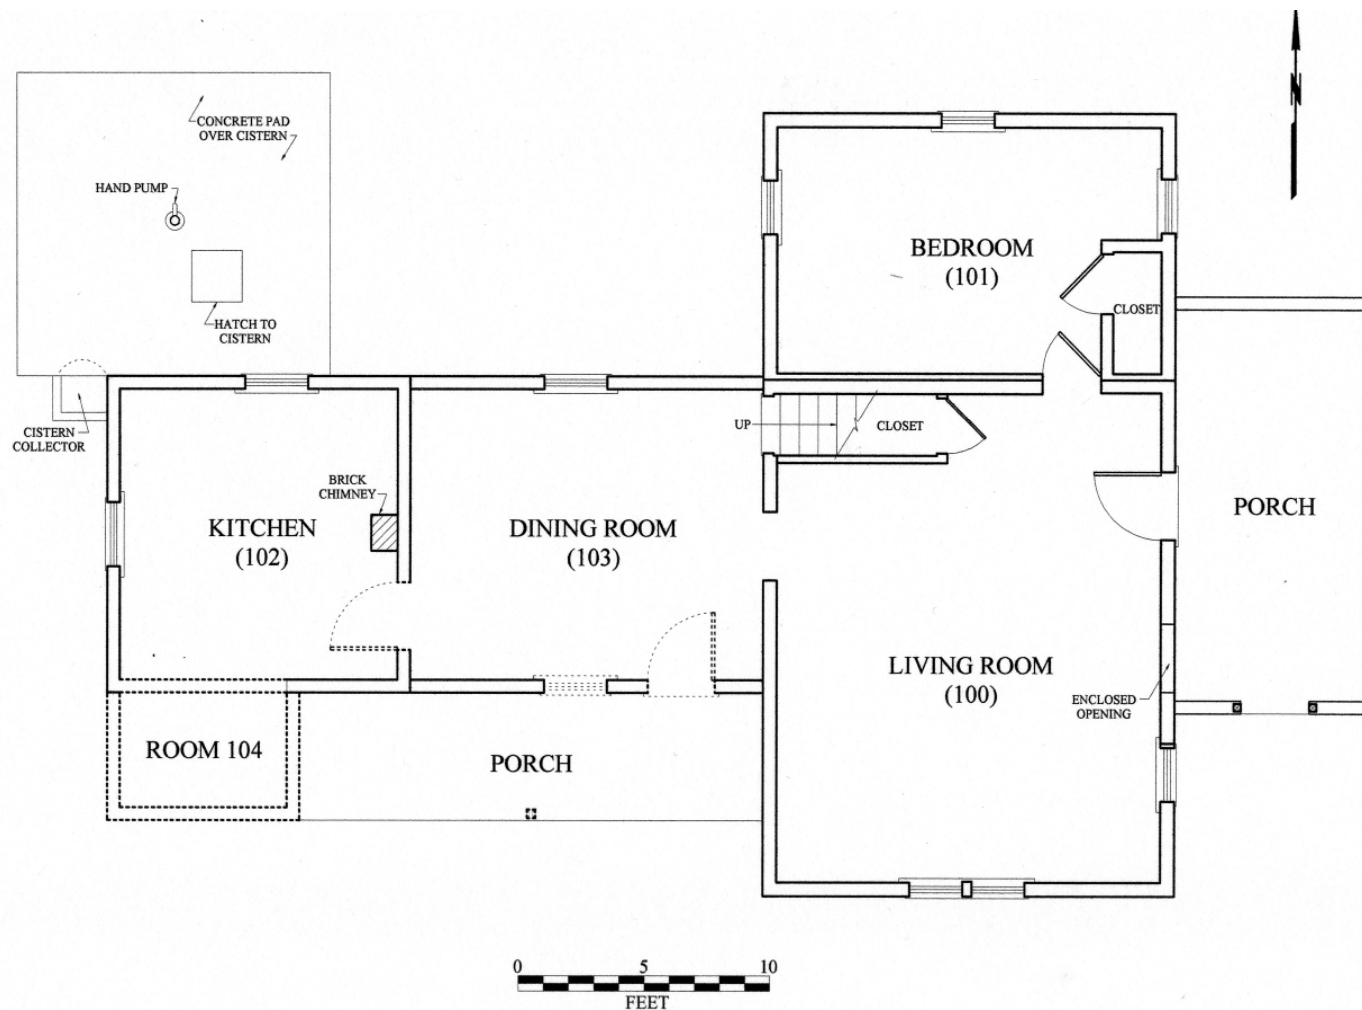 N
CONCRETE PAD
OVER CISTERN
HAND PUMP
HATCH TO
CISTERN
BEDROOM
(101)
CLOSET
CISTERN
COLLECTOR
UP
CLOSET
BRICK
CHIMNEY
KITCHEN
(102)
DINING ROOM
(103)
PORCH
LIVING ROOM
(100)
ENCLOSED
OPENING
ROOM 104
PORCH
0 5 10
FEET